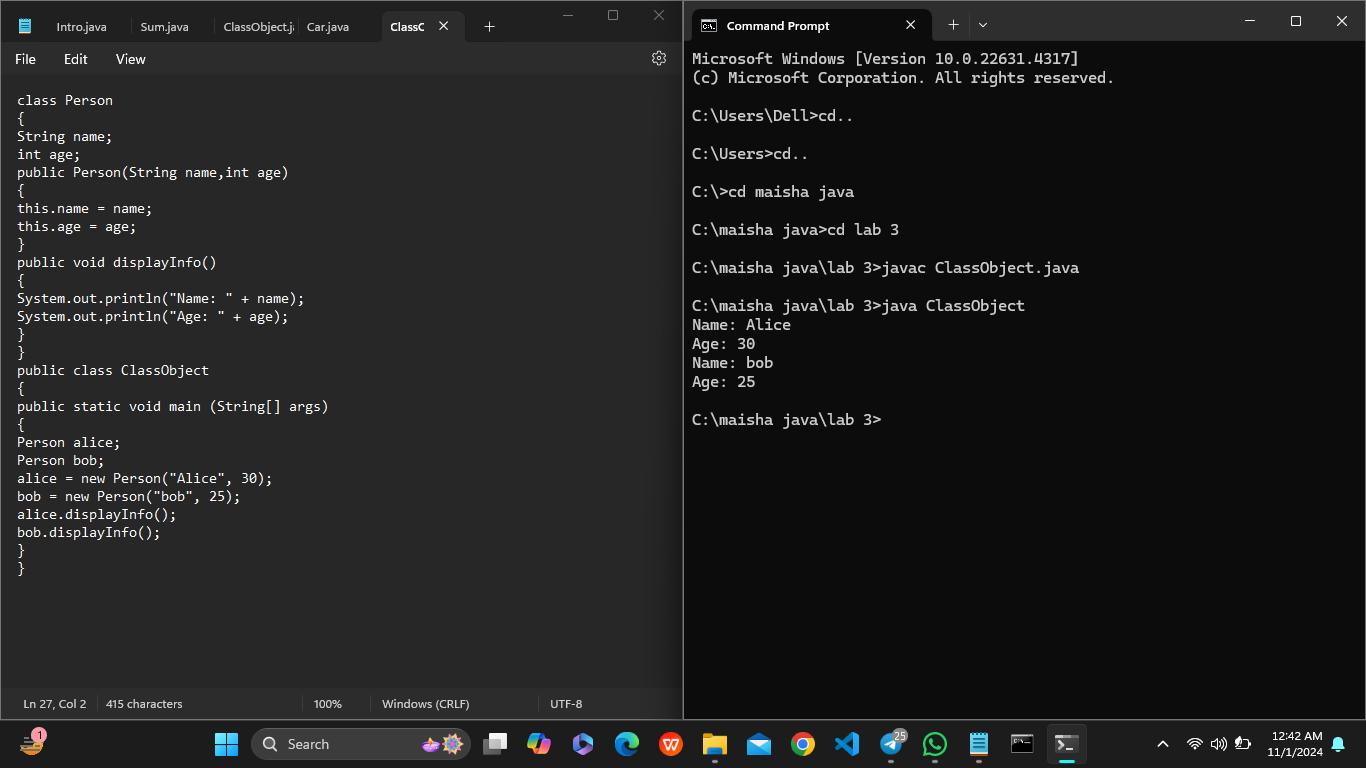 Intro.java
Sum.java
ClassObject.j
Car.java
ClassC
File Edit View
class Person
{
String name;
int age;
public Person(String name,int age)
{
this.name = name;
this.age = age;
}
public void displayInfo()
{
System.out.println("Name: " + name);
System.out.println("Age: " + age);
}
}
public class ClassObject
{
public static void main (String[] args)
{
Person alice;
Person bob;
alice = new Person("Alice", 30);
bob = new Person("bob", 25);
alice.displayInfo();
bob.displayInfo();
}
}
Ln 27, Col 2 415 characters 100% Windows (CRLF) UTF-8
Command Prompt
Microsoft Windows [Version 10.0.22631.4317]
(c) Microsoft Corporation. All rights reserved.
C:\Users\Dell>cd..
C:\Users>cd..
C:\>cd maisha java
C:\maisha java>cd lab 3
C:\maisha java\lab 3>javac ClassObject.java
C:\maisha java\lab 3>java ClassObject
Name: Alice
Age: 30
Name: bob
Age: 25
C:\maisha java\lab 3>
1
Search
W
25
12:42 AM
11/1/2024